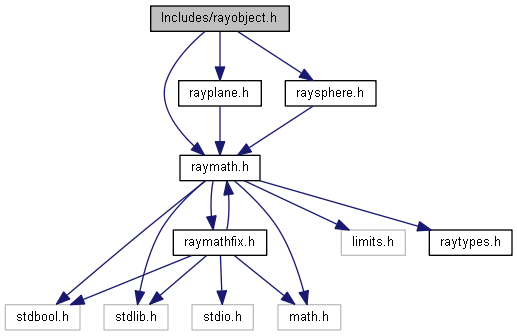 Includes/rayobject.h
rayplane.h
raysphere.h
raymath.h
raymathfix.h
limits.h
raytypes.h
stdbool.h
stdlib.h
stdio.h
math.h